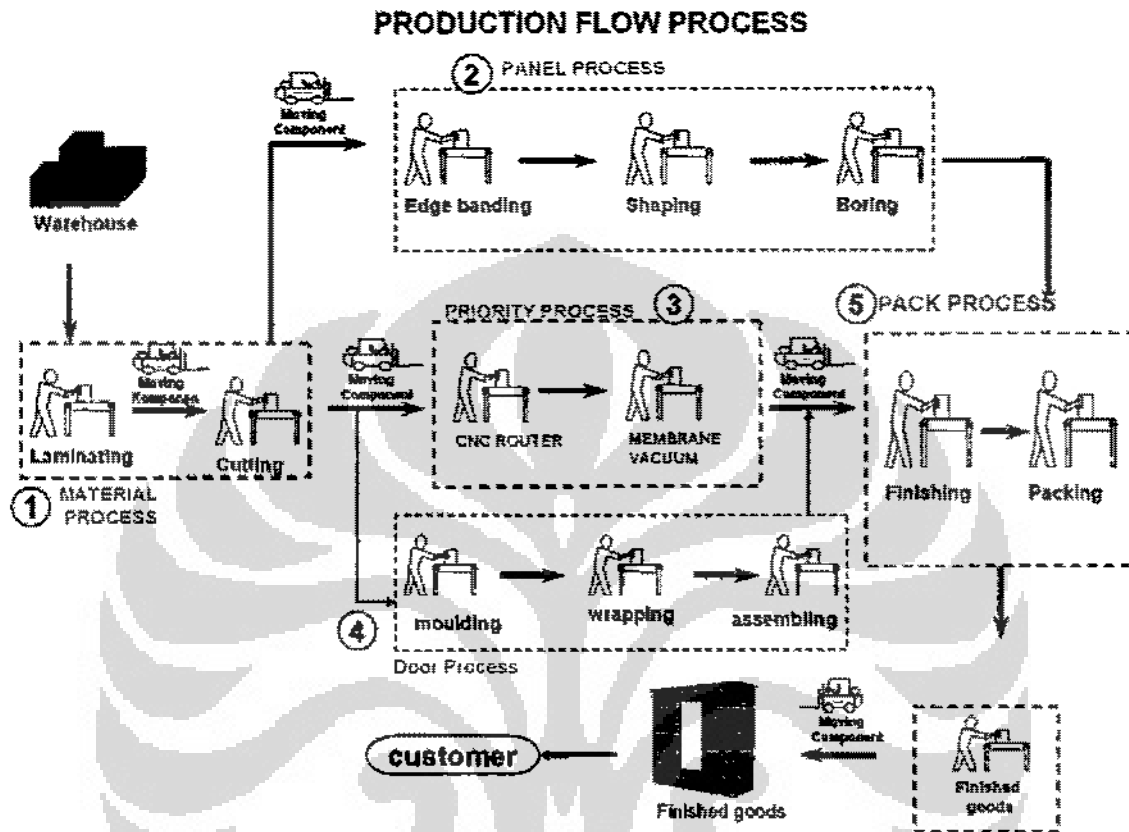 PRODUCTION FLOW PROCESS
2 PANEL PROCESS
Moving
Component
Edge banding
Shaping
Boring
Warehouse
PRIORITY PROCESS
3
5 PACK PROCESS
Moving
Komponen
Moving
Component
Moving
Component
Laminating
Cutting
CNC ROUTER
MEMBRANE
VACUUM
Finishing
Packing
1 MATERIAL
PROCESS
moulding
wrapping
assembling
4
Door Process
Moving
Component
customer
Finished goods
Finished
goods